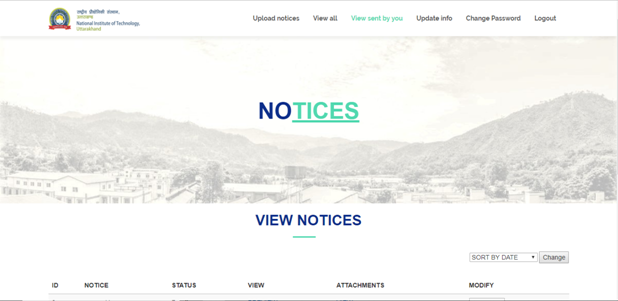 राष्ट्रीय प्रौद्योगिकी संस्थान,
उत्तराखण्ड
National Institute of Technology,
Uttarakhand
Upload notices View all View sent by you Update info Change Password Logout
NOTICES
VIEW NOTICES
SORT BY DATE Change
ID NOTICE STATUS VIEW ATTACHMENTS MODIFY